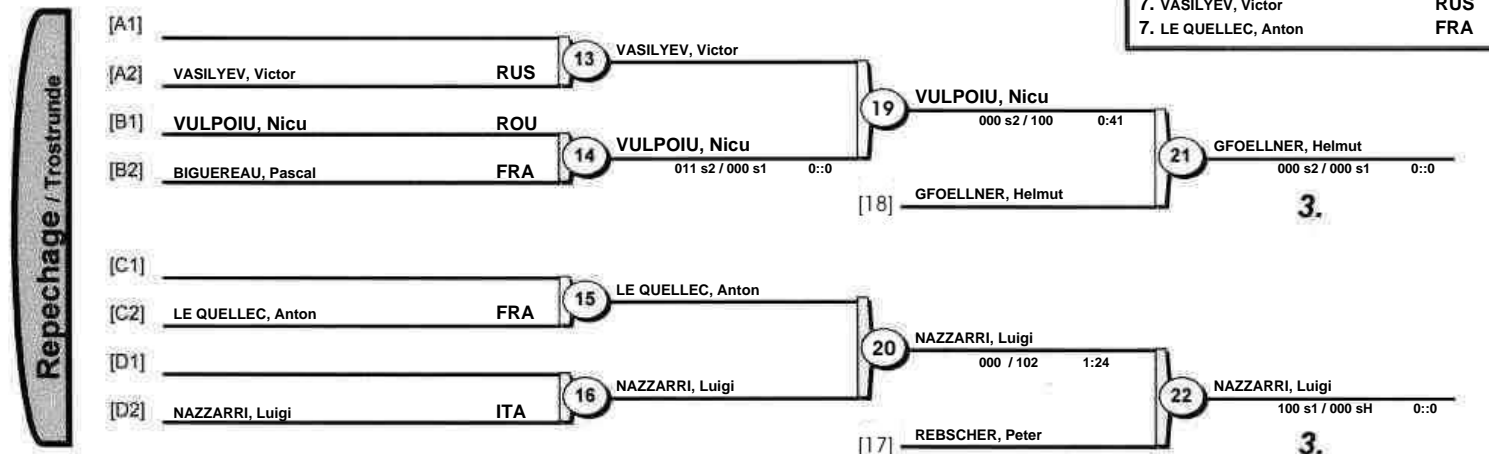 7. VASILYEV, Victor RUS
7. LE QUELLEC, Anton FRA
Repechage / Trostrunde
[A1]
[A2] VASILYEV, Victor RUS
13 VASILYEV, Victor
[B1] VULPOIU, Nicu ROU
[B2] BIGUEREAU, Pascal FRA
14 VULPOIU, Nicu
011 s2 / 000 s1 0::0
19 VULPOIU, Nicu
000 s2 / 100 0:41
[18] GFOELLNER, Helmut
21 GFOELLNER, Helmut
000 s2 / 000 s1 0::0
3.
[C1]
[C2] LE QUELLEC, Anton FRA
15 LE QUELLEC, Anton
[D1]
[D2] NAZZARRI, Luigi ITA
16 NAZZARRI, Luigi
20 NAZZARRI, Luigi
000 / 102 1:24
[17] REBSCHER, Peter
22 NAZZARRI, Luigi
100 s1 / 000 sH 0::0
3.